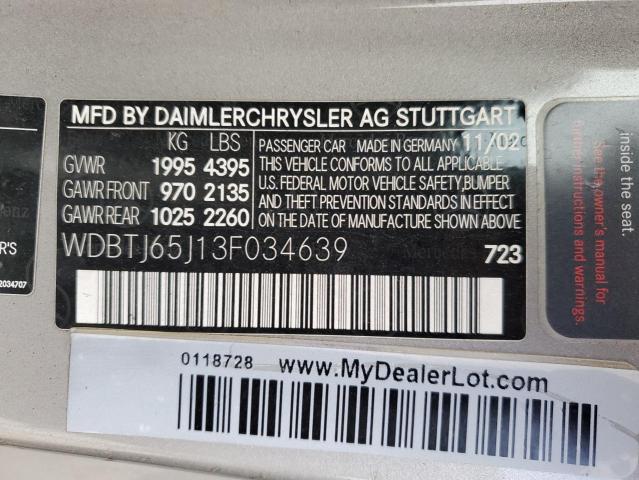 MFD BY DAIMLERCHRYSLER AG STUTTGART
KG LBS
GVWR 1995 4395
GAWR FRONT 970 2135
GAWR REAR 1025 2260
PASSENGER CAR MADE IN GERMANY 11/02
THIS VEHICLE CONFORMS TO ALL APPLICABLE
U.S. FEDERAL MOTOR VEHICLE SAFETY,BUMPER
AND THEFT PREVENTION STANDARDS IN EFFECT
ON THE DATE OF MANUFACTURE SHOWN ABOVE.
WDBTJ65J13F034639 723
0118728 www.MyDealerLot.com
R'S
2034707
inside the seat.
See the owner's manual for
further instructions and warnings.